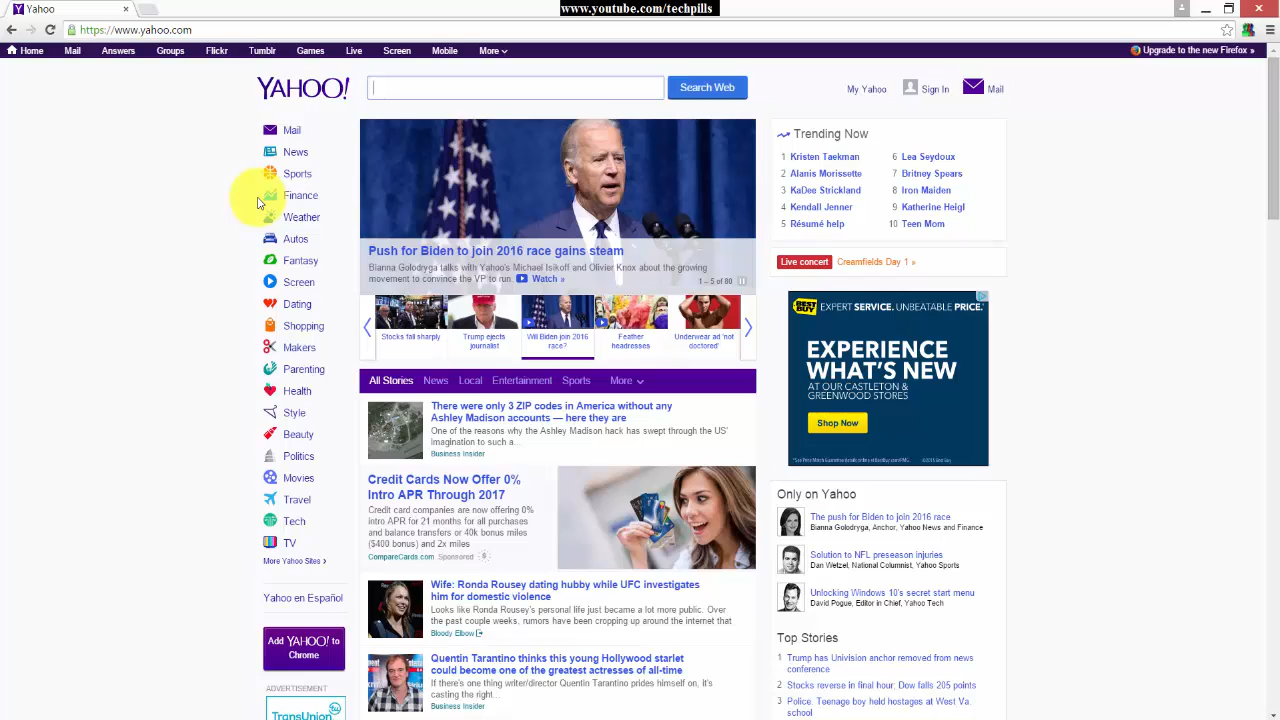 Yahoo
www.youtube.com/techpills
https://www.yahoo.com
Home Mail Answers Groups Flickr Tumblr Games Live Screen Mobile More
Upgrade to the new Firefox »
YAHOO!
Search Web
My Yahoo Sign In Mail
Mail
News
Sports
Finance
Weather
Autos
Fantasy
Screen
Dating
Shopping
Makers
Parenting
Health
Style
Beauty
Politics
Movies
Travel
Tech
TV
More Yahoo Sites ›
Yahoo en Español
Add YAHOO! to
Chrome
ADVERTISEMENT
TransUnion
Push for Biden to join 2016 race gains steam
Bianna Golodryga talks with Yahoo's Michael Isikoff and Olivier Knox about the growing
movement to convince the VP to run. Watch »
1 – 5 of 80
Stocks fall sharply
Trump ejects
journalist
Will Biden join 2016
race?
Feather
headresses
Underwear ad 'not
doctored'
All Stories News Local Entertainment Sports More
There were only 3 ZIP codes in America without any
Ashley Madison accounts — here they are
One of the reasons why the Ashley Madison hack has swept through the US'
imagination to such a...
Business Insider
Credit Cards Now Offer 0%
Intro APR Through 2017
Credit card companies are now offering 0%
intro APR for 21 months for all purchases
and balance transfers or 40k bonus miles
($400 bonus) and 2x miles
CompareCards.com Sponsored $
Wife: Ronda Rousey dating hubby while UFC investigates
him for domestic violence
Looks like Ronda Rousey's personal life just became a lot more public. Over
the past couple weeks, rumors have been cropping up around the internet that
Bloody Elbow
Quentin Tarantino thinks this young Hollywood starlet
could become one of the greatest actresses of all-time
If there's one thing writer/director Quentin Tarantino prides himself on, it's
casting the right...
Business Insider
Trending Now
1 Kristen Taekman
2 Alanis Morissette
3 KaDee Strickland
4 Kendall Jenner
5 Résumé help
6 Lea Seydoux
7 Britney Spears
8 Iron Maiden
9 Katherine Heigl
10 Teen Mom
Live concert Creamfields Day 1 »
BEST BUY EXPERT SERVICE. UNBEATABLE PRICE.*
EXPERIENCE
WHAT'S NEW
AT OUR CASTLETON &
GREENWOOD STORES
Shop Now
Only on Yahoo
The push for Biden to join 2016 race
Bianna Golodryga, Anchor, Yahoo News and Finance
Solution to NFL preseason injuries
Dan Wetzel, National Columnist, Yahoo Sports
Unlocking Windows 10's secret start menu
David Pogue, Editor in Chief, Yahoo Tech
Top Stories
1 Trump has Univision anchor removed from news
conference
2 Stocks reverse in final hour; Dow falls 205 points
3 Police: Teenage boy held hostages at West Va.
school